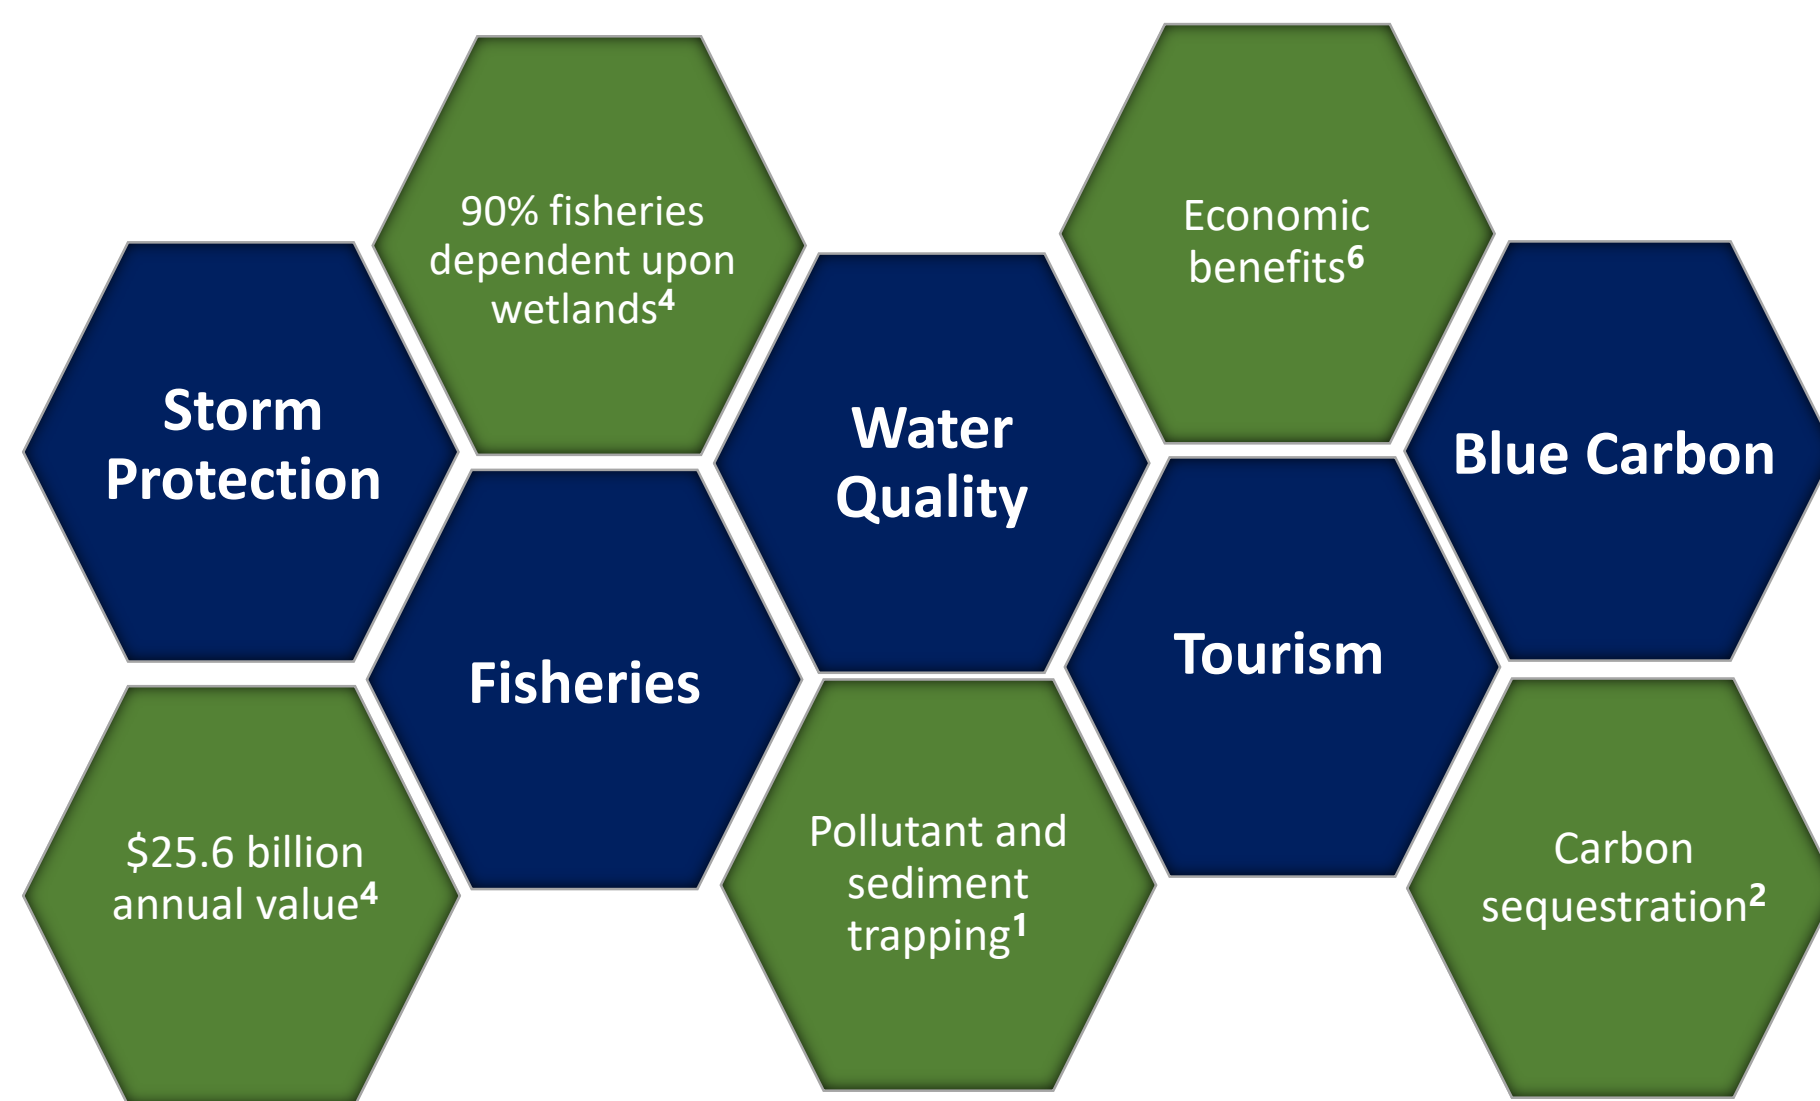 90% fisheries
dependent upon
wetlands⁴
Economic
benefits⁶
Storm
Protection
Water
Quality
Blue Carbon
Fisheries
Tourism
$25.6 billion
annual value⁴
Pollutant and
sediment
trapping¹
Carbon
sequestration²